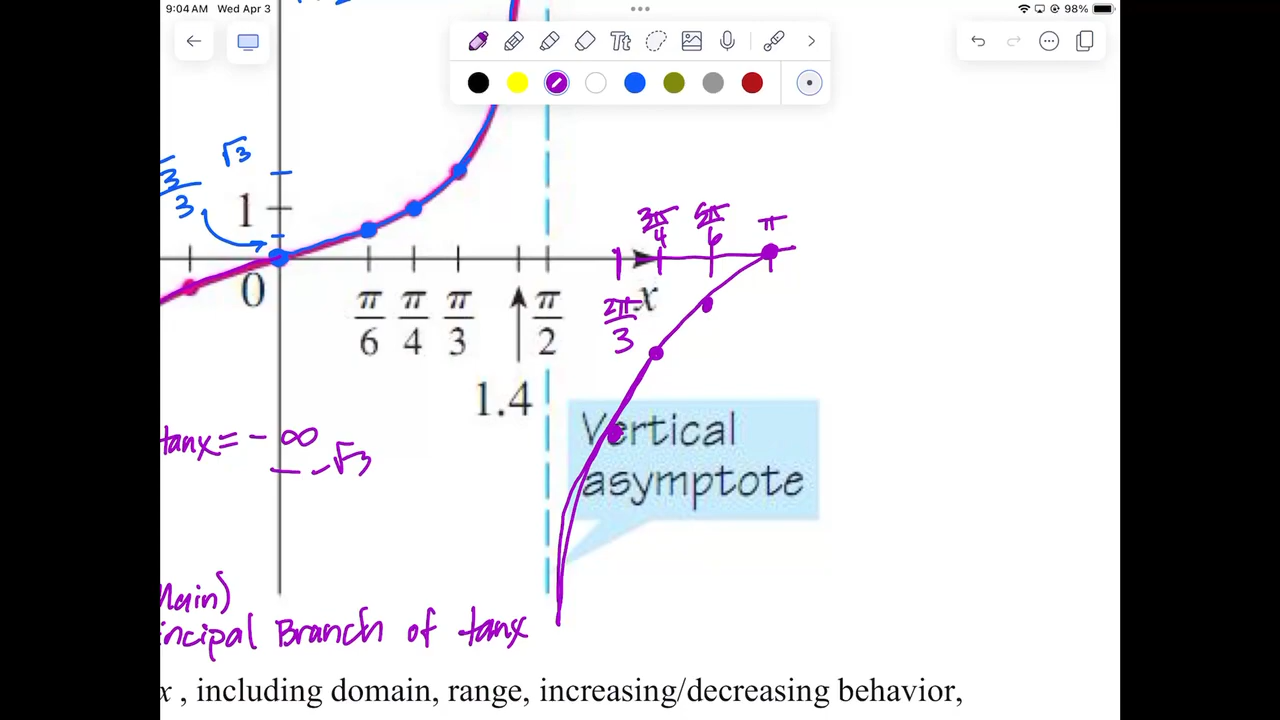 9:04 AM Wed Apr 3
98%
Tt
√3
√3
3
1
3π/4
5π/6
π
0
π/6
π/4
π/3
π/2
2π/3
x
1.4
Vertical
asymptote
tanx = - ∞
-√3
Main)
incipal Branch of tanx
x , including domain, range, increasing/decreasing behavior,